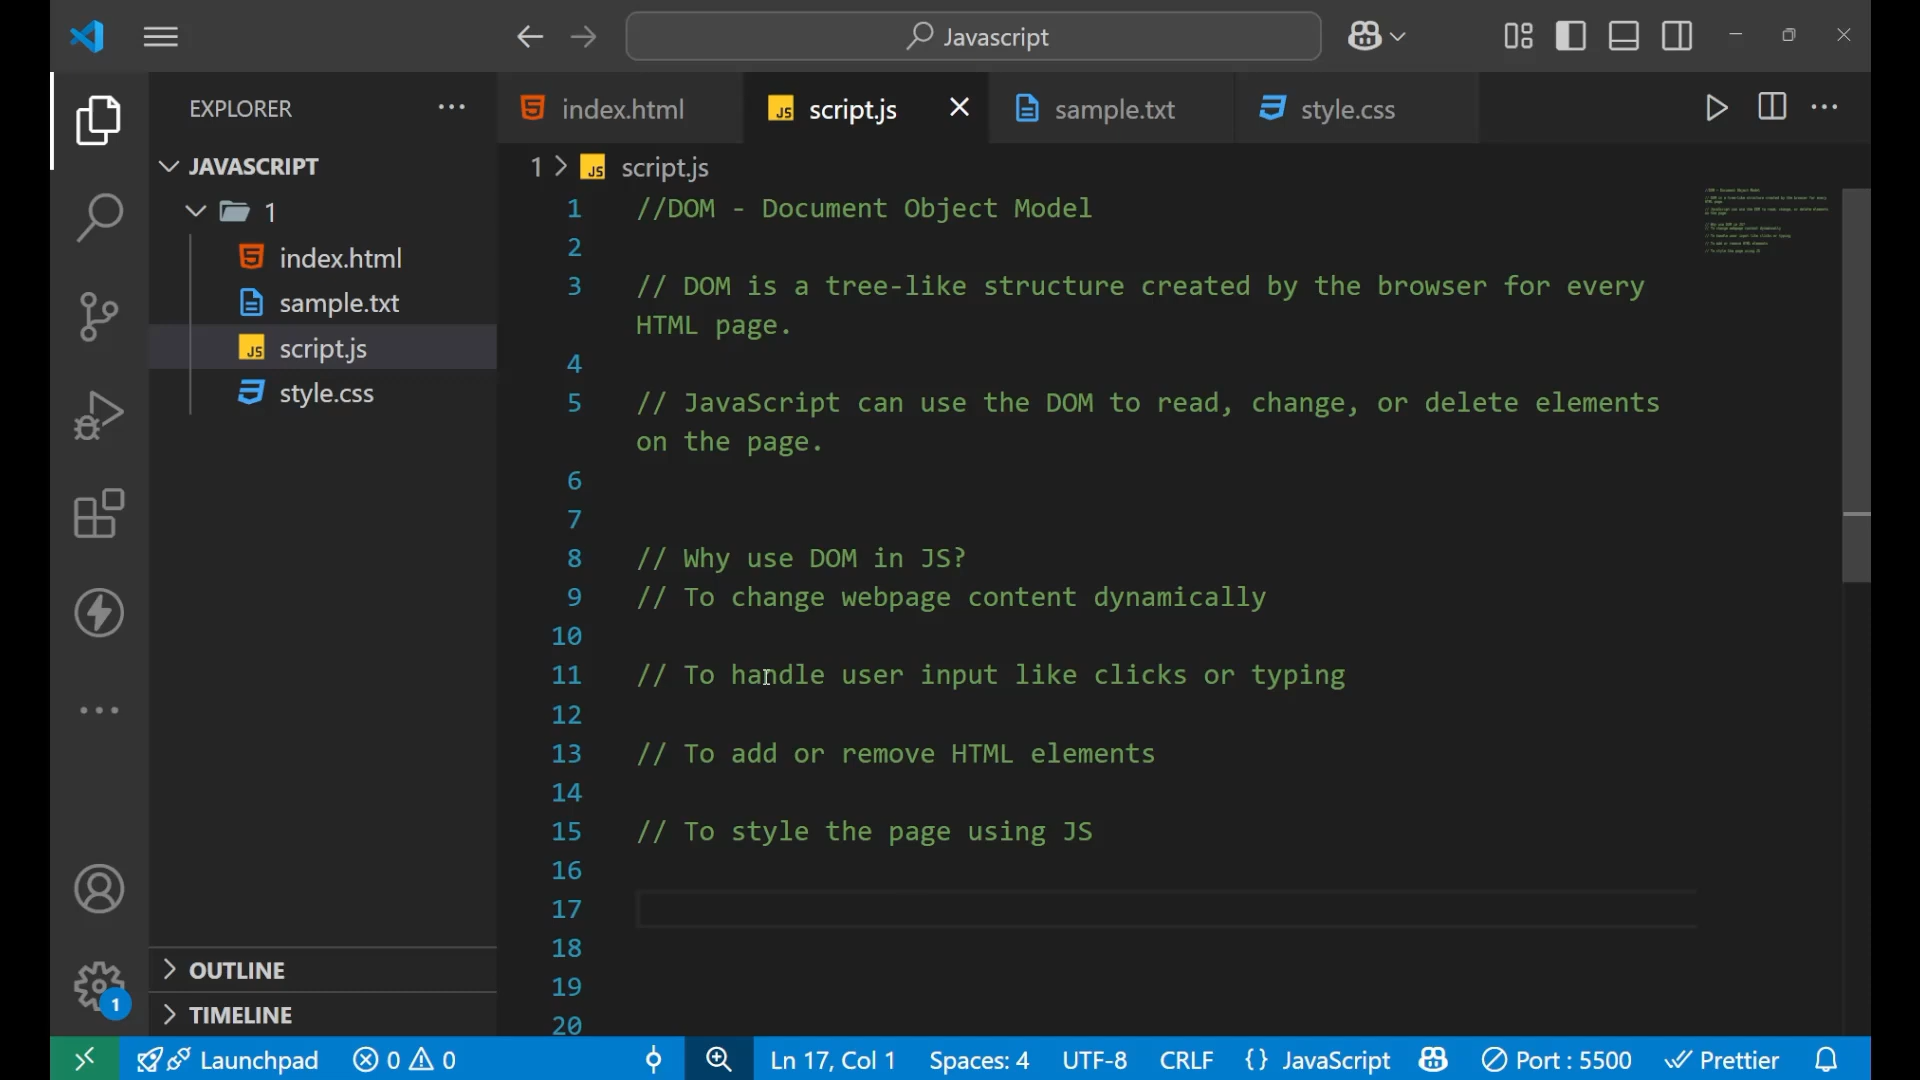 Javascript
EXPLORER
index.html
script.js
sample.txt
style.css
JAVASCRIPT
1
index.html
sample.txt
script.js
style.css
OUTLINE
TIMELINE
1
1 > script.js
1 //DOM - Document Object Model
2
3 // DOM is a tree-like structure created by the browser for every
HTML page.
4
5 // JavaScript can use the DOM to read, change, or delete elements
on the page.
6
7
8 // Why use DOM in JS?
9 // To change webpage content dynamically
10
11 // To handle user input like clicks or typing
12
13 // To add or remove HTML elements
14
15 // To style the page using JS
16
17
18
19
20
Launchpad 0 0 Ln 17, Col 1 Spaces: 4 UTF-8 CRLF {} JavaScript Port : 5500 Prettier